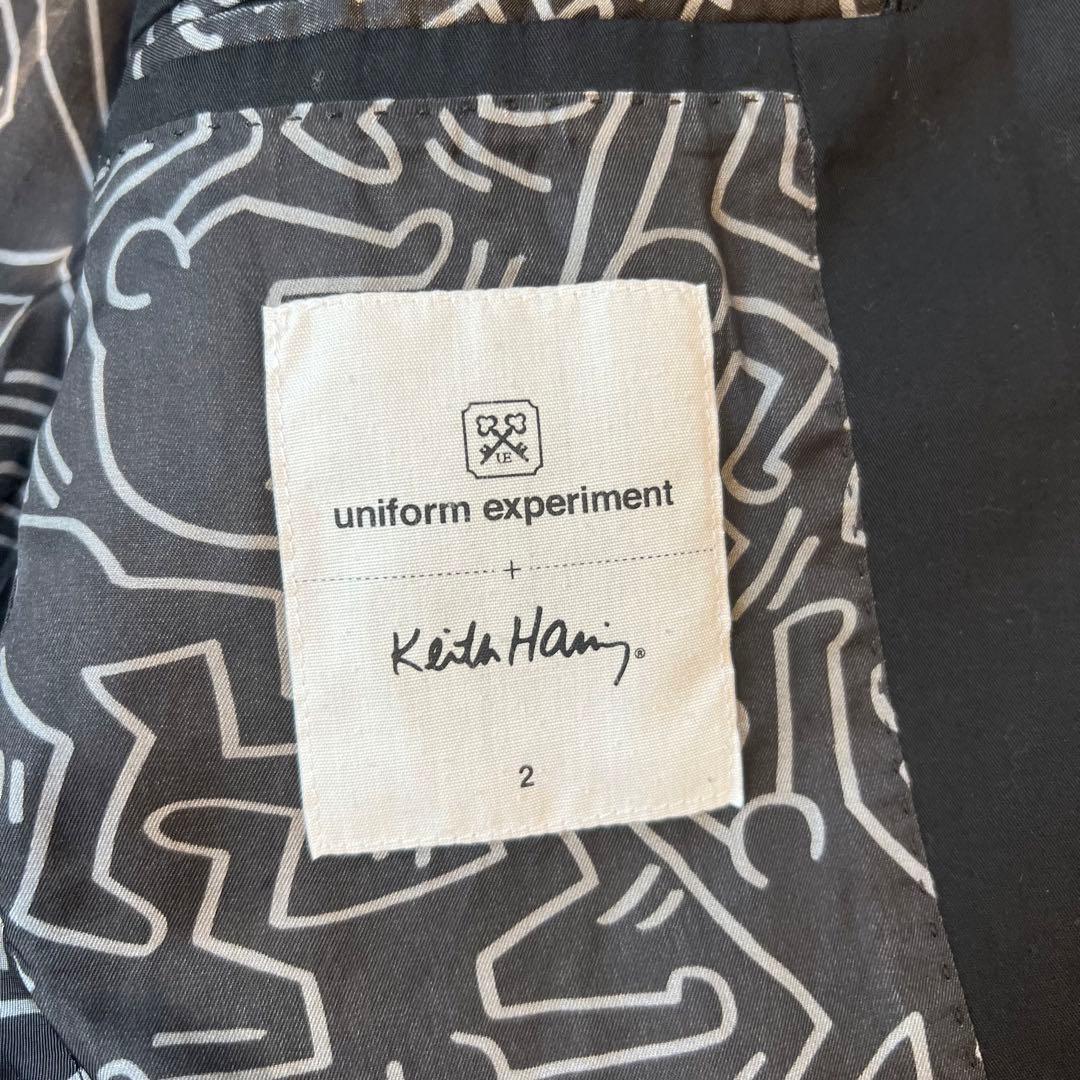 UE
uniform experiment
+
Keith Haring®
2